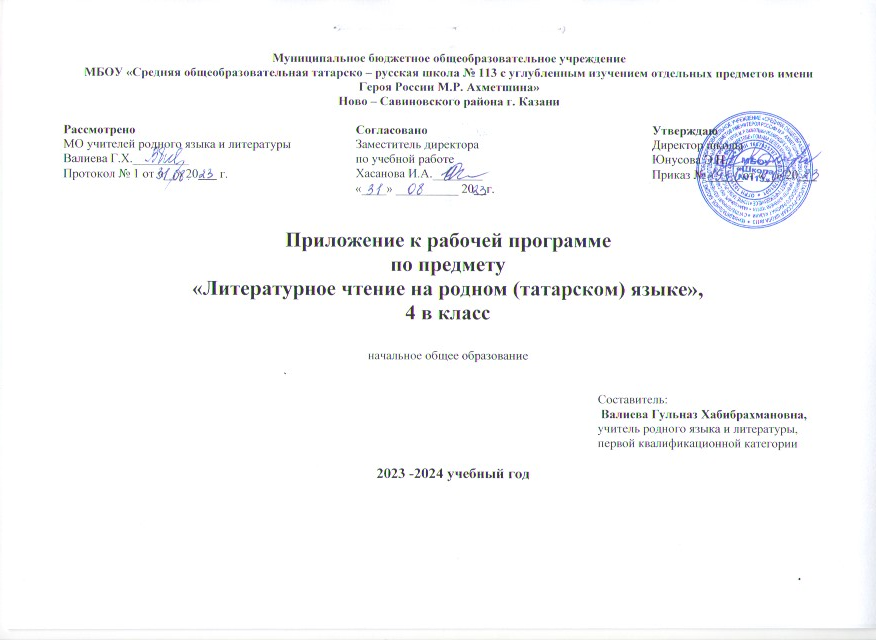 Муниципальное бюджетное общеобразовательное учреждение
МБОУ «Средняя общеобразовательная татарско – русская школа № 113 с углубленным изучением отдельных предметов имени
Героя России М.Р. Ахметшина»
Ново – Савиновского района г. Казани
Рассмотрено
МО учителей родного языка и литературы
Валиева Г.Х.
Протокол № 1 от 31/08 2023 г.
Согласовано
Заместитель директора
по учебной работе
Хасанова И.А.
« 31 » 08 2023г.
Утверждаю
Директор школы
Юнусова
Приказ №
МБОУ
«Школа
№113»
Приложение к рабочей программе
по предмету
«Литературное чтение на родном (татарском) языке»,
4 в класс
начальное общее образование
Составитель:
Валиева Гульназ Хабибрахмановна,
учитель родного языка и литературы,
первой квалификационной категории
2023 -2024 учебный год